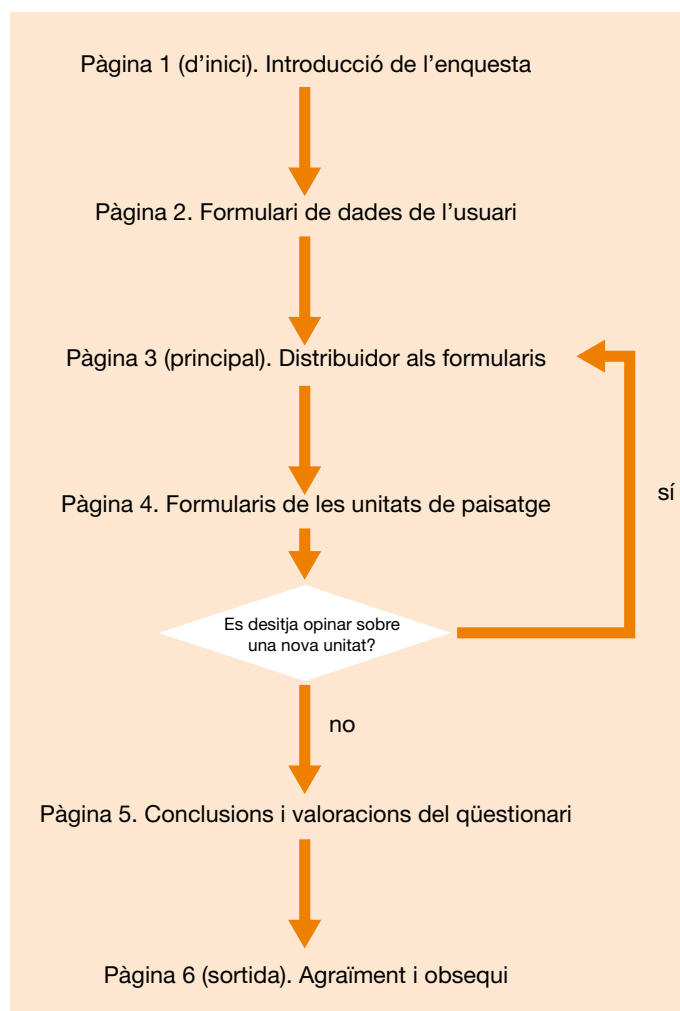 Pàgina 1 (d’inici). Introducció de l’enquesta
Pàgina 2. Formulari de dades de l’usuari
Pàgina 3 (principal). Distribuidor als formularis
Pàgina 4. Formularis de les unitats de paisatge
sí
Es desitja opinar sobre
una nova unitat?
no
Pàgina 5. Conclusions i valoracions del qüestionari
Pàgina 6 (sortida). Agraïment i obsequi